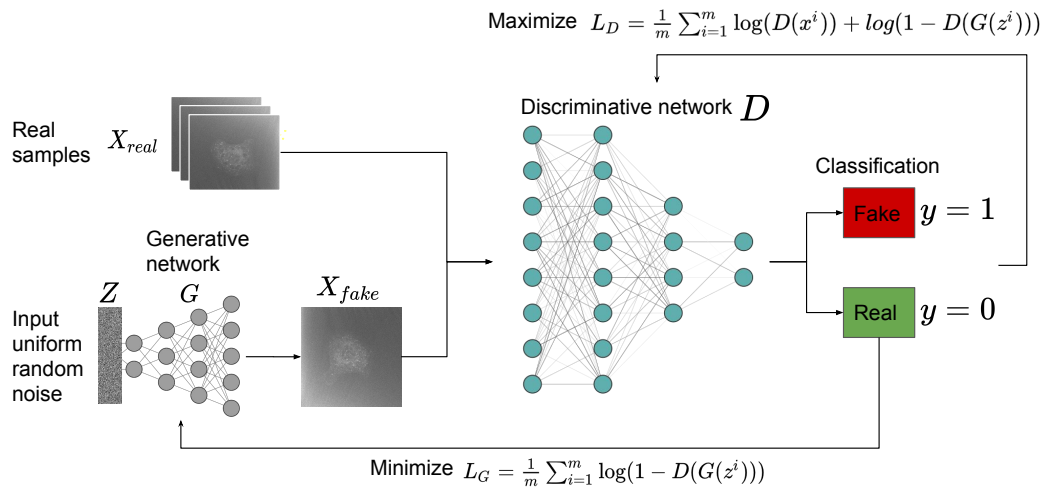 Maximize L_D = \frac{1}{m} \sum_{i=1}^{m} \log(D(x^i)) + log(1 - D(G(z^i)))
Discriminative network D
Real
samples
X_{real}
Classification
Fake y = 1
Generative
network
Z
G
X_{fake}
Real y = 0
Input
uniform
random
noise
Minimize L_G = \frac{1}{m} \sum_{i=1}^{m} \log(1 - D(G(z^i)))